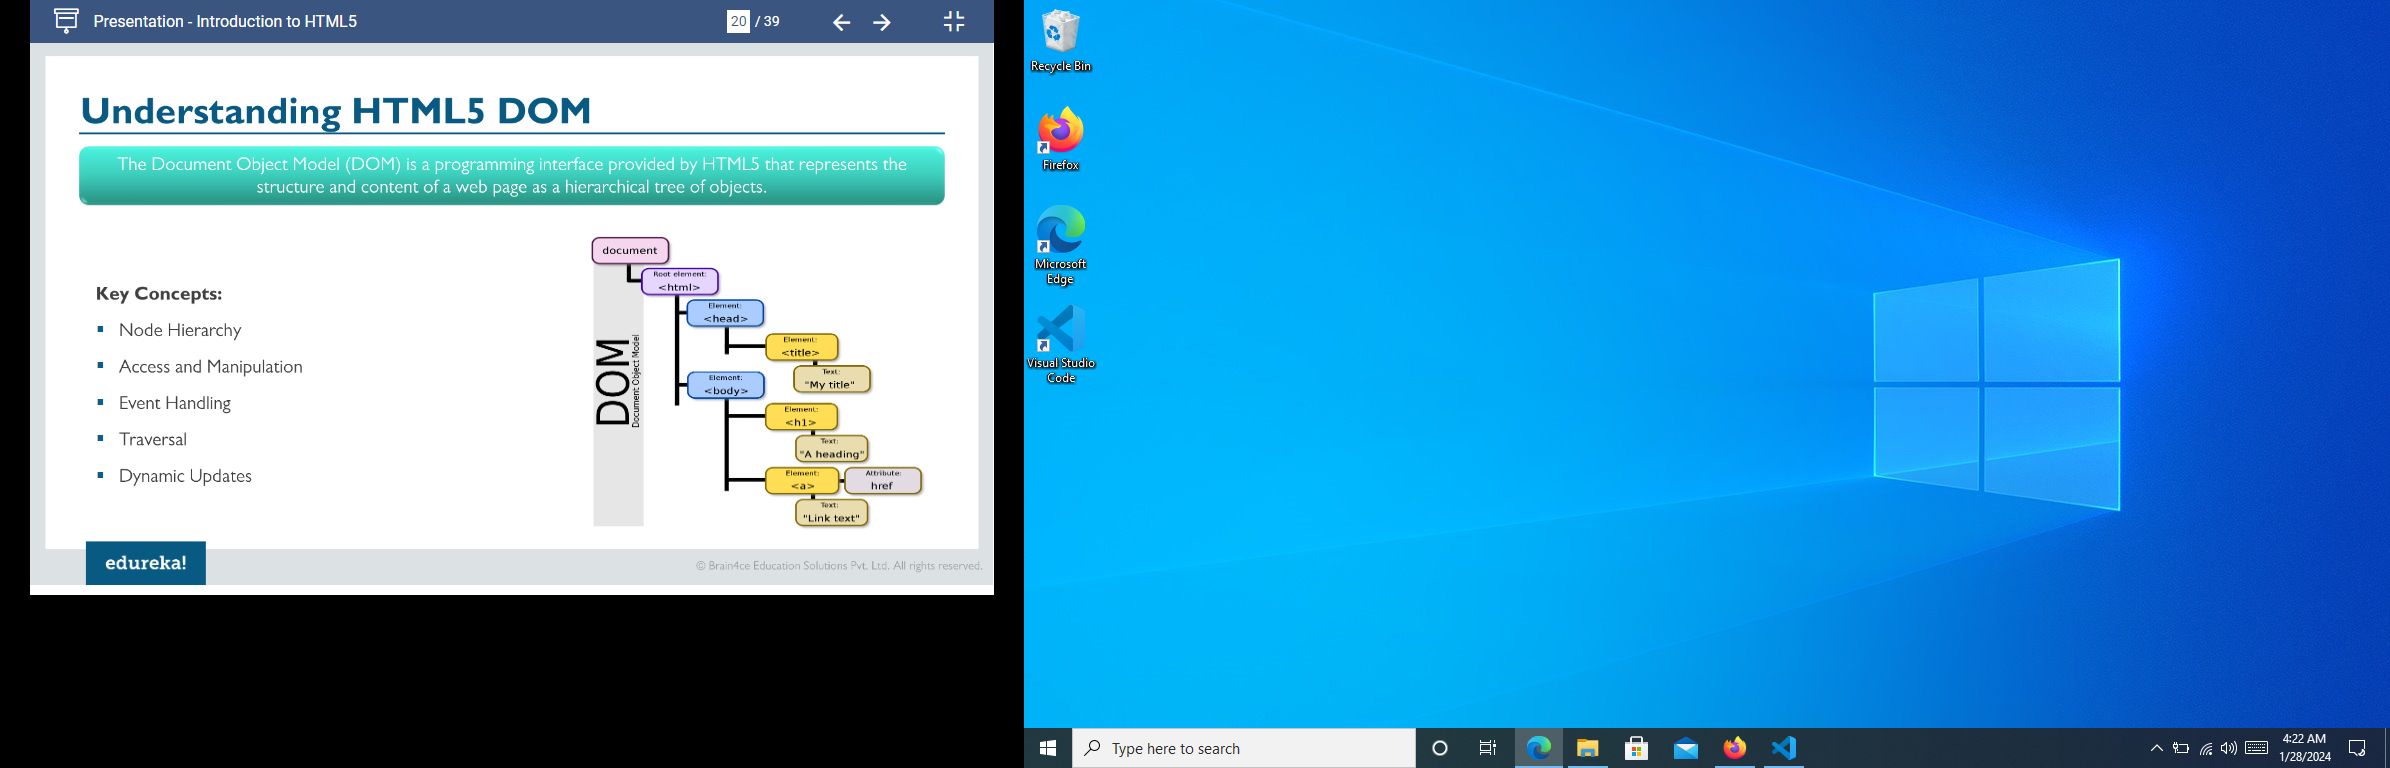 Presentation - Introduction to HTML5
20 / 39
Understanding HTML5 DOM
The Document Object Model (DOM) is a programming interface provided by HTML5 that represents the
structure and content of a web page as a hierarchical tree of objects.
Key Concepts:
Node Hierarchy
Access and Manipulation
Event Handling
Traversal
Dynamic Updates
DOM
Document Object Model
document
Root element:
<html>
Element:
<head>
Element:
<title>
Text:
"My title"
Element:
<body>
Element:
<h1>
Text:
"A heading"
Element:
<a>
Attribute:
href
Text:
"Link text"
edureka!
© Brain4ce Education Solutions Pvt. Ltd. All rights reserved.
Recycle Bin
Firefox
Microsoft
Edge
Visual Studio
Code
Type here to search
4:22 AM
1/28/2024